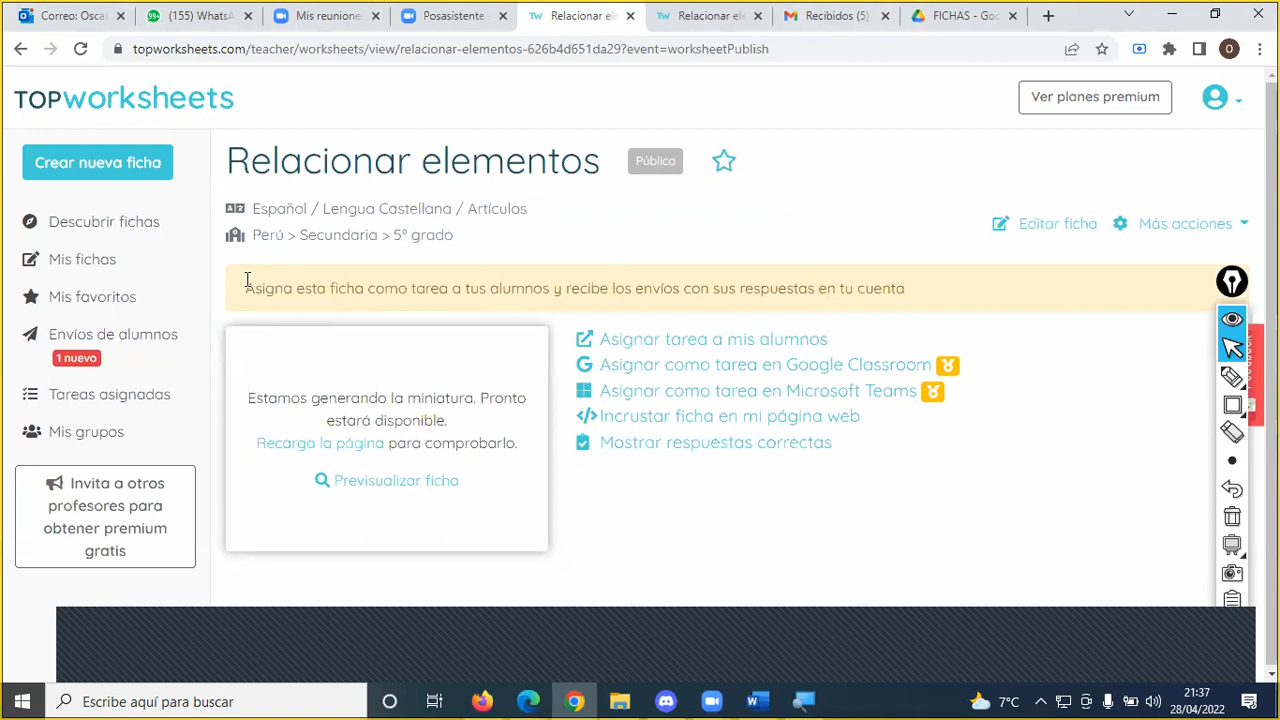 Correo: Osca
(155) WhatsA
Mis reunione
Posasistente
Relacionar el
Relacionar ele
Recibidos (5)
FICHAS - Goo
topworksheets.com/teacher/worksheets/view/relacionar-elementos-626b4d651da29?event=worksheetPublish
TOPworksheets
Ver planes premium
Crear nueva ficha
Descubrir fichas
Mis fichas
Mis favoritos
Envíos de alumnos
1 nuevo
Tareas asignadas
Mis grupos
Invita a otros
profesores para
obtener premium
gratis
Relacionar elementos
Pública
Español / Lengua Castellana / Artículos
Perú > Secundaria > 5º grado
Editar ficha
Más acciones
Asigna esta ficha como tarea a tus alumnos y recibe los envíos con sus respuestas en tu cuenta
Estamos generando la miniatura. Pronto
estará disponible.
Recarga la página para comprobarlo.
Previsualizar ficha
Asignar tarea a mis alumnos
Asignar como tarea en Google Classroom
Asignar como tarea en Microsoft Teams
Incrustar ficha en mi página web
Mostrar respuestas correctas
Escribe aquí para buscar
7°C
21:37
28/04/2022